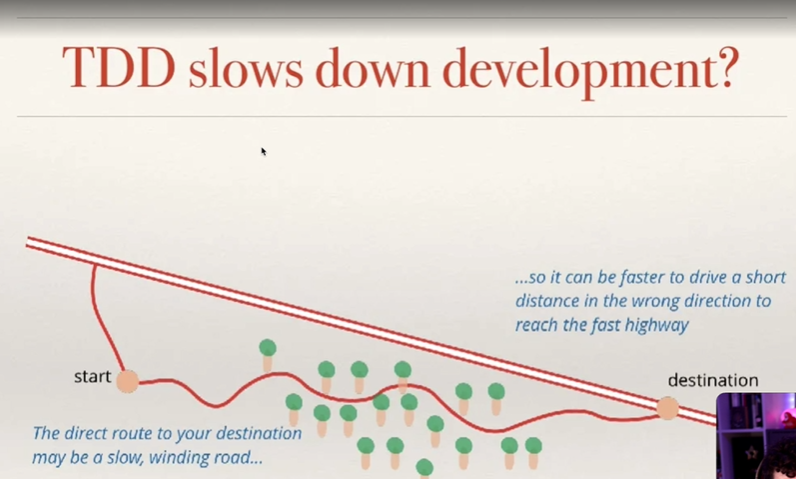 TDD slows down development?
...so it can be faster to drive a short
distance in the wrong direction to
reach the fast highway
start
destination
The direct route to your destination
may be a slow, winding road...